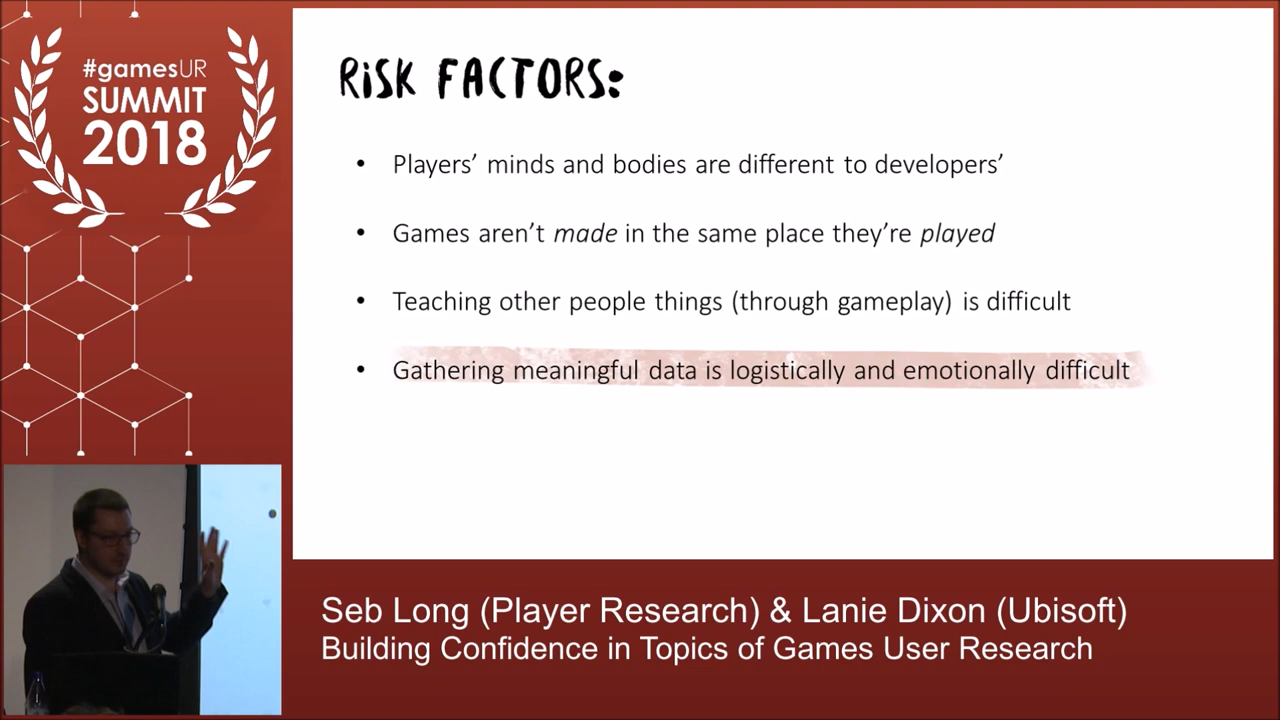 #gamesUR
SUMMIT
2018
RiSK FACTORS:
• Players’ minds and bodies are different to developers’
• Games aren’t made in the same place they’re played
• Teaching other people things (through gameplay) is difficult
• Gathering meaningful data is logistically and emotionally difficult
Seb Long (Player Research) & Lanie Dixon (Ubisoft)
Building Confidence in Topics of Games User Research